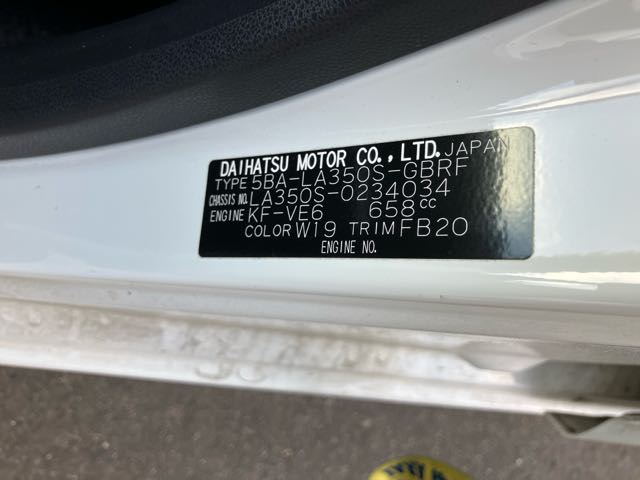 DAIHATSU MOTOR CO., LTD. JAPAN
TYPE 5BA-LA350S-GBRF
CHASSIS NO. LA350S-0234034
ENGINE KF-VE6 658cc
COLOR W19 TRIM FB20
ENGINE NO.